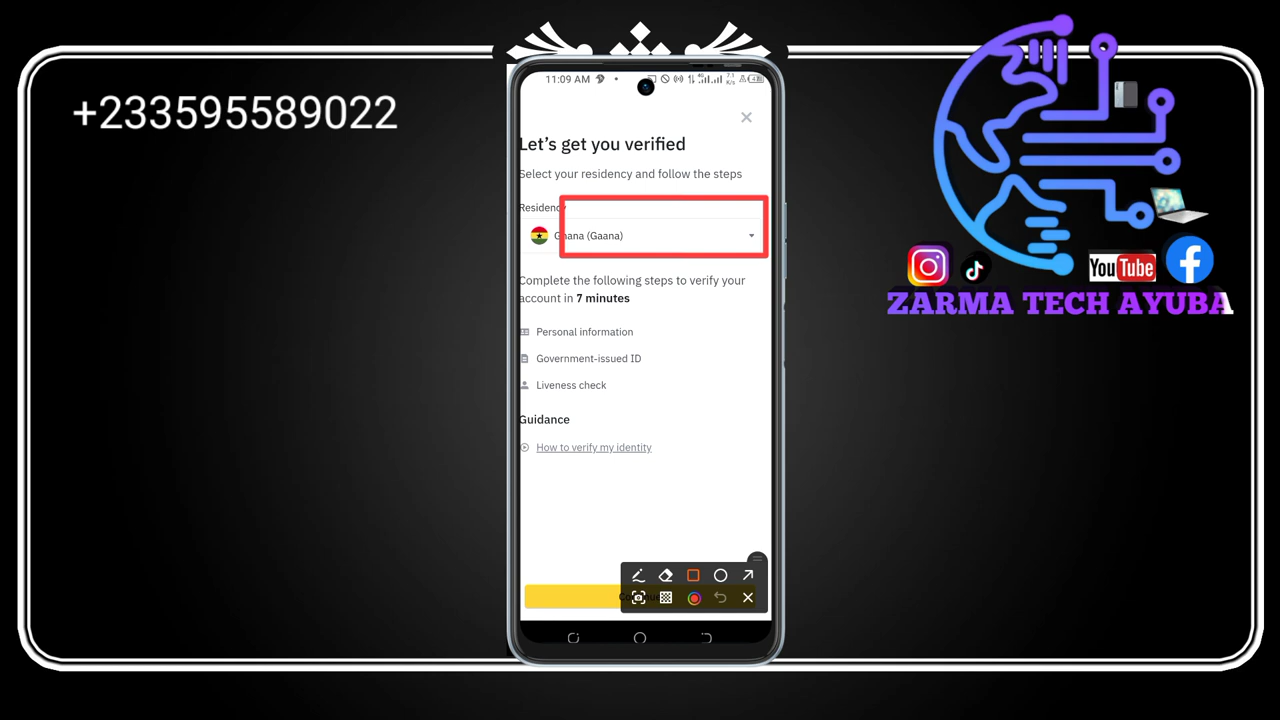 +233595589022
11:09 AM
Let's get you verified
Select your residency and follow the steps
Residency
Ghana (Gaana)
Complete the following steps to verify your
account in 7 minutes
Personal information
Government-issued ID
Liveness check
Guidance
How to verify my identity
YouTube
ZARMA TECH AYUBA